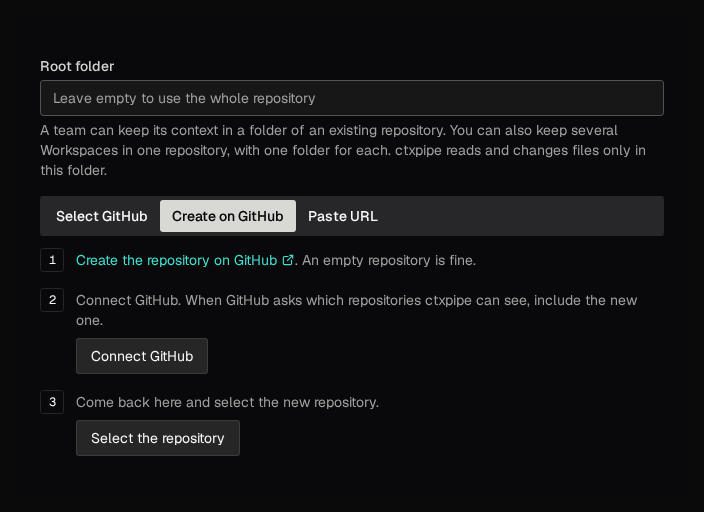 Root folder
Leave empty to use the whole repository
A team can keep its context in a folder of an existing repository. You can also keep several
Workspaces in one repository, with one folder for each. ctxpipe reads and changes files only in
this folder.
Select GitHub Create on GitHub Paste URL
1 Create the repository on GitHub. An empty repository is fine.
2 Connect GitHub. When GitHub asks which repositories ctxpipe can see, include the new
one.
Connect GitHub
3 Come back here and select the new repository.
Select the repository